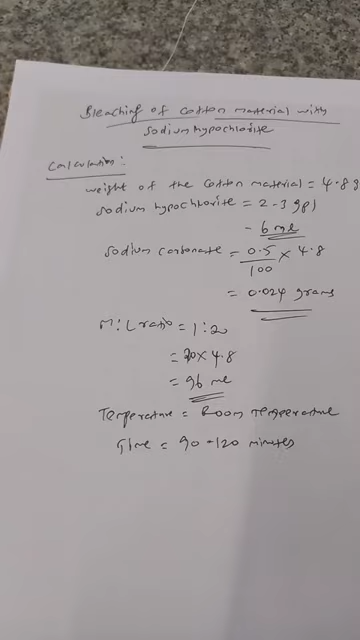 Bleaching of cotton material with
sodium hypochlorite
Calculation:
weight of the cotton material = 4.8 g
sodium hypochlorite = 2-3 gpl
= 6 ml
sodium carbonate = 0.5/100 × 4.8
= 0.024 grams
M:L ratio = 1:20
= 20 × 4.8
= 96 ml
Temperature = Room Temperature
Time = 90-120 minutes